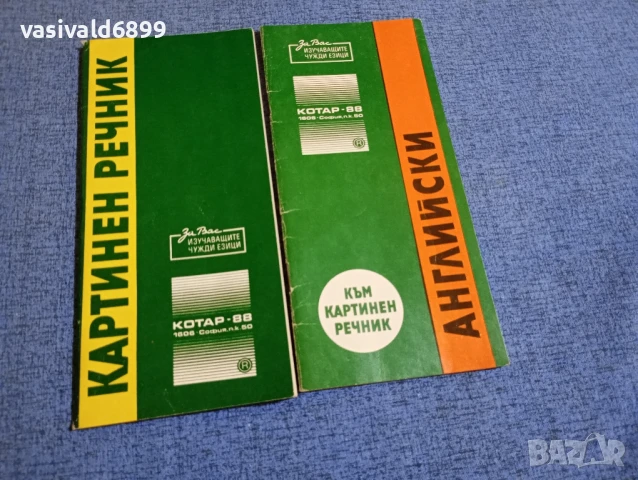 vasivald6899
КАРТИНЕН РЕЧНИК
За Вас
ИЗУЧАВАЩИТЕ
ЧУЖДИ ЕЗИЦИ
КОТАР-88
1606-София, п.к. 50
®
За Вас
ИЗУЧАВАЩИТЕ
ЧУЖДИ ЕЗИЦИ
КОТАР-88
1606-София, п.к. 50
®
КЪМ
КАРТИНЕН
РЕЧНИК
АНГЛИЙСКИ
BAZAR